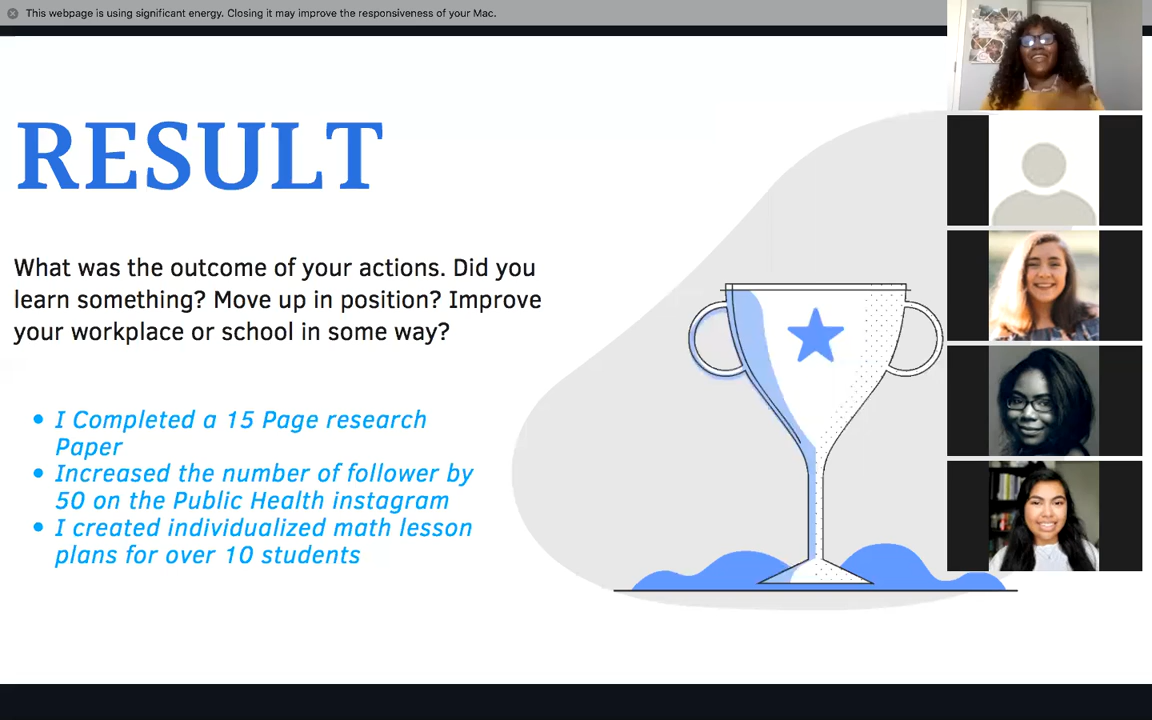 This webpage is using significant energy. Closing it may improve the responsiveness of your Mac.
RESULT
What was the outcome of your actions. Did you
learn something? Move up in position? Improve
your workplace or school in some way?
• I Completed a 15 Page research
Paper
• Increased the number of follower by
50 on the Public Health instagram
• I created individualized math lesson
plans for over 10 students